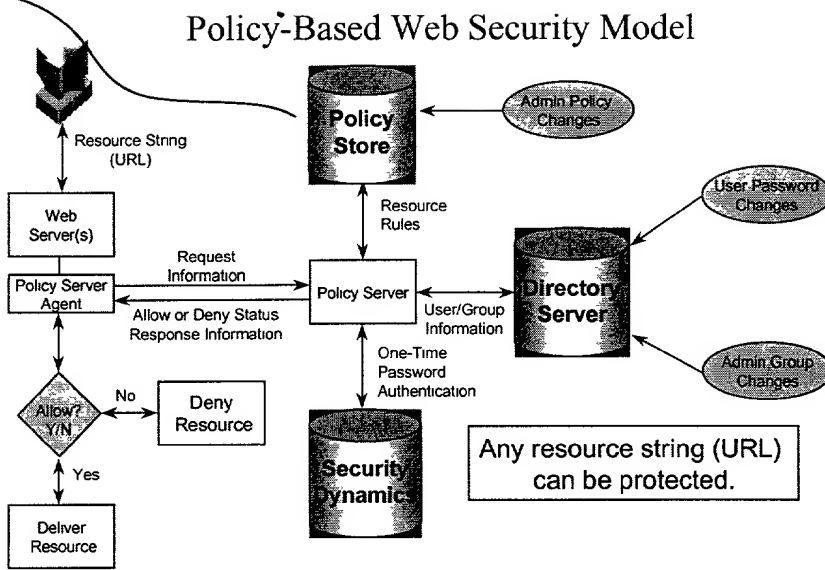 Policy-Based Web Security Model
Resource String
(URL)
Policy
Store
Admin Policy
Changes
Web
Server(s)
Resource
Rules
User Password
Changes
Policy Server
Agent
Request
Information
Allow or Deny Status
Response Information
Policy Server
User/Group
Information
Directory
Server
One-Time
Password
Authentication
Admin Group
Changes
Allow?
Y/N
No
Deny
Resource
Yes
Deliver
Resource
Security
Dynamics
Any resource string (URL)
can be protected.